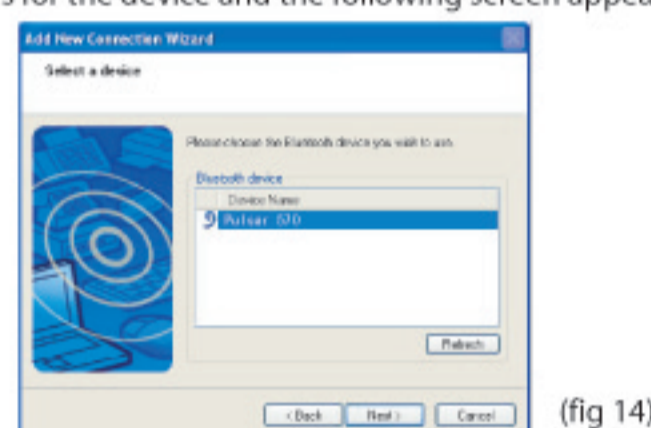 s for the device and the following screen appea
Add New Connection Wizard
Select a device
Please choose the Bluetooth device you wish to use.
Bluetooth device
Device Name
Pulsar 570
Refresh
< Back Next > Cancel
(fig 14)